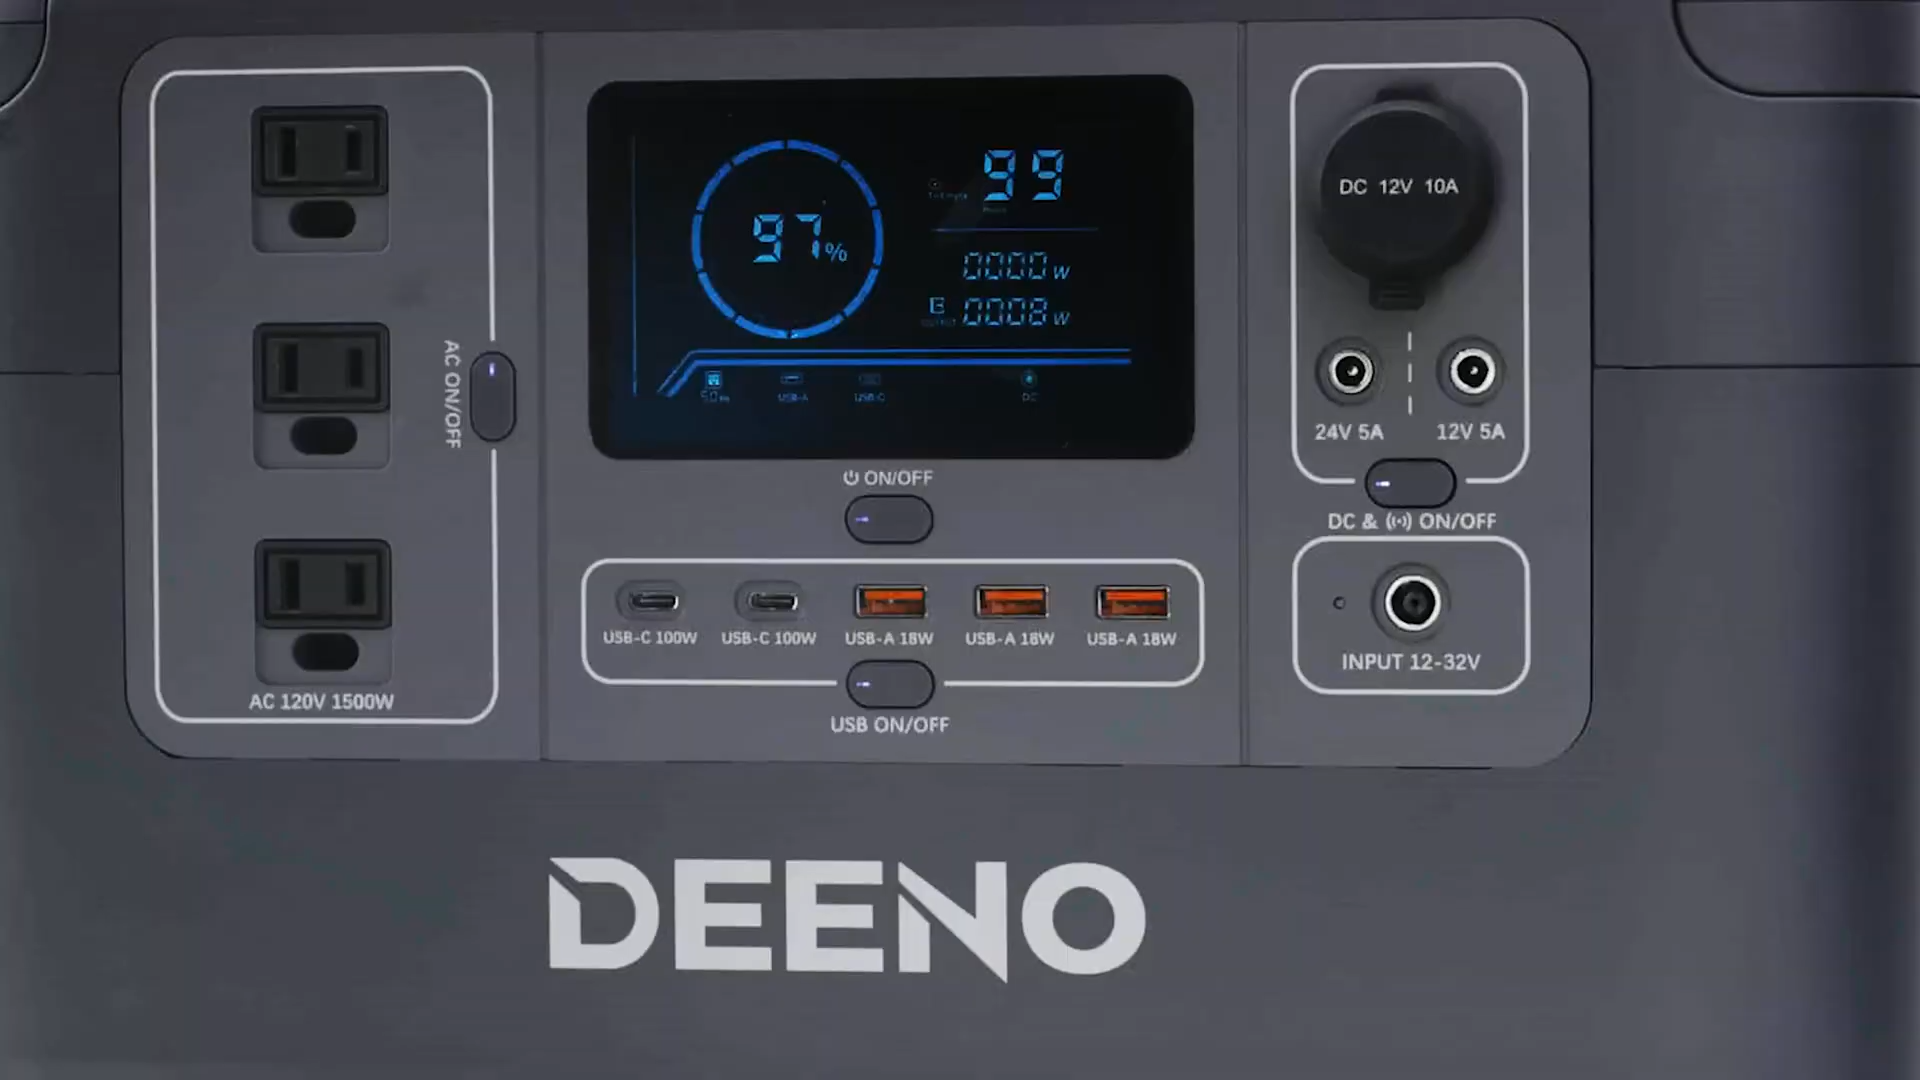 AC ON/OFF
AC 120V 1500W
97%
99
0000W
OUTPUT 0008W
USB-A
USB-C
DC
ON/OFF
USB-C 100W
USB-C 100W
USB-A 18W
USB-A 18W
USB-A 18W
USB ON/OFF
DC 12V 10A
24V 5A
12V 5A
DC & ON/OFF
INPUT 12-32V
DEENO